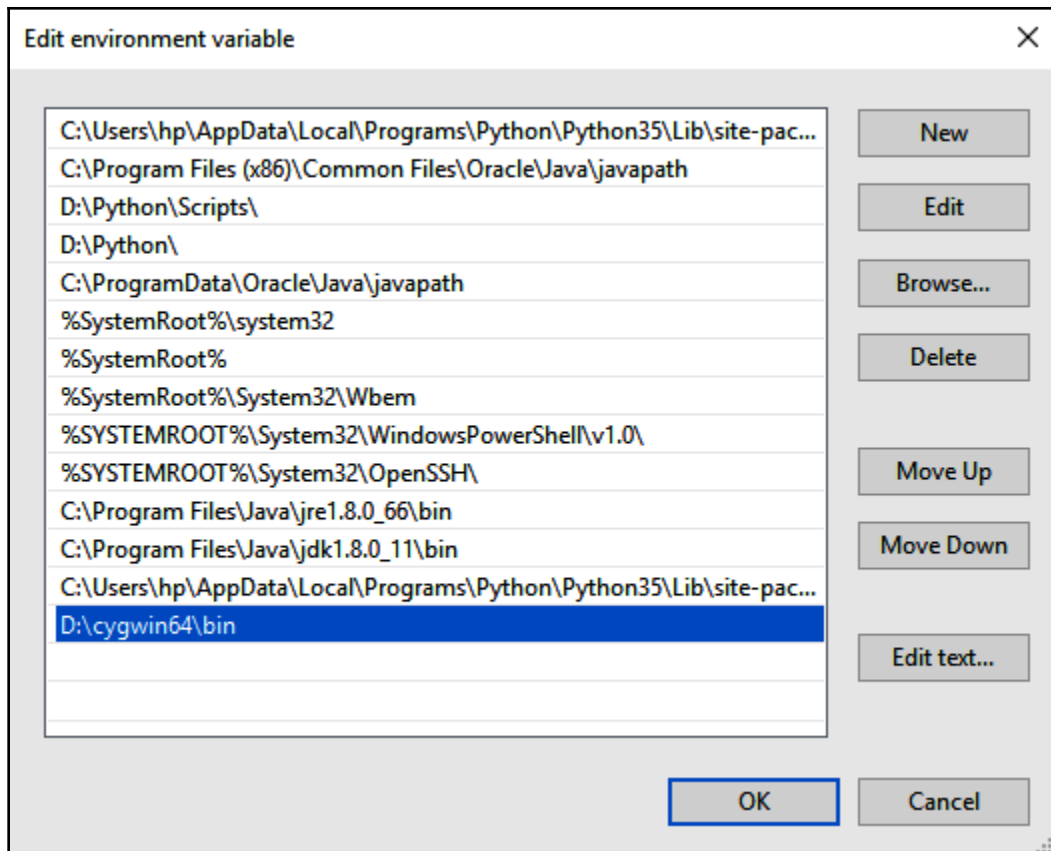 Edit environment variable
C:\Users\hp\AppData\Local\Programs\Python\Python35\Lib\site-pac...
C:\Program Files (x86)\Common Files\Oracle\Java\javapath
D:\Python\Scripts\
D:\Python\
C:\ProgramData\Oracle\Java\javapath
%SystemRoot%\system32
%SystemRoot%
%SystemRoot%\System32\Wbem
%SYSTEMROOT%\System32\WindowsPowerShell\v1.0\
%SYSTEMROOT%\System32\OpenSSH\
C:\Program Files\Java\jre1.8.0_66\bin
C:\Program Files\Java\jdk1.8.0_11\bin
C:\Users\hp\AppData\Local\Programs\Python\Python35\Lib\site-pac...
D:\cygwin64\bin
New
Edit
Browse...
Delete
Move Up
Move Down
Edit text...
OK
Cancel